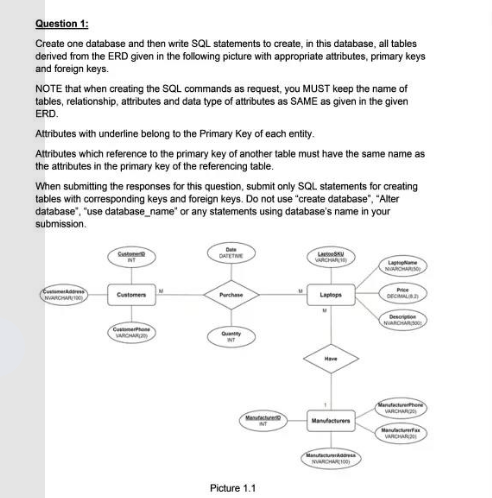 Question 1:
Create one database and then write SQL statements to create, in this database, all tables
derived from the ERD given in the following picture with appropriate attributes, primary keys
and foreign keys.
NOTE that when creating the SQL commands as request, you MUST keep the name of
tables, relationship, attributes and data type of attributes as SAME as given in the given
ERD.
Attributes with underline belong to the Primary Key of each entity.
Attributes which reference to the primary key of another table must have the same name as
the attributes in the primary key of the referencing table.
When submitting the responses for this question, submit only SQL statements for creating
tables with corresponding keys and foreign keys. Do not use "create database", "Alter
database", "use database_name" or any statements using database's name in your
submission.
CustomerID
INT
Date
DATETIME
LaptopSKU
VARCHAR(10)
LaptopName
NVARCHAR(50)
CustomerAddress
NVARCHAR(100)
Customers
M
Purchase
M
Laptops
Price
DECIMAL(8,2)
CustomerPhone
VARCHAR(20)
Quantity
INT
M
Description
NVARCHAR(500)
Have
ManufacturerID
INT
1
Manufacturers
ManufacturerPhone
VARCHAR(20)
ManufacturerFax
VARCHAR(20)
ManufacturerAddress
NVARCHAR(100)
Picture 1.1